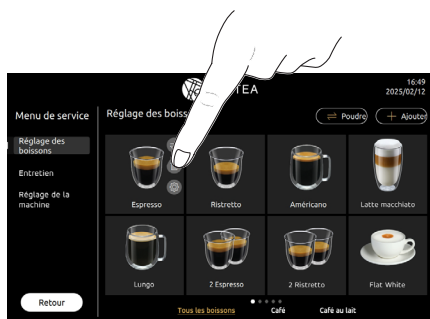 TEA
16:49
2025/02/12
Menu de service
Réglage des boiss
Poudre
Ajouter
Réglage des
boissons
Entretien
Réglage de la
machine
Espresso
Ristretto
Américano
Latte macchiato
Lungo
2 Espresso
2 Ristretto
Flat White
Retour
Tous les boissons
Café
Café au lait